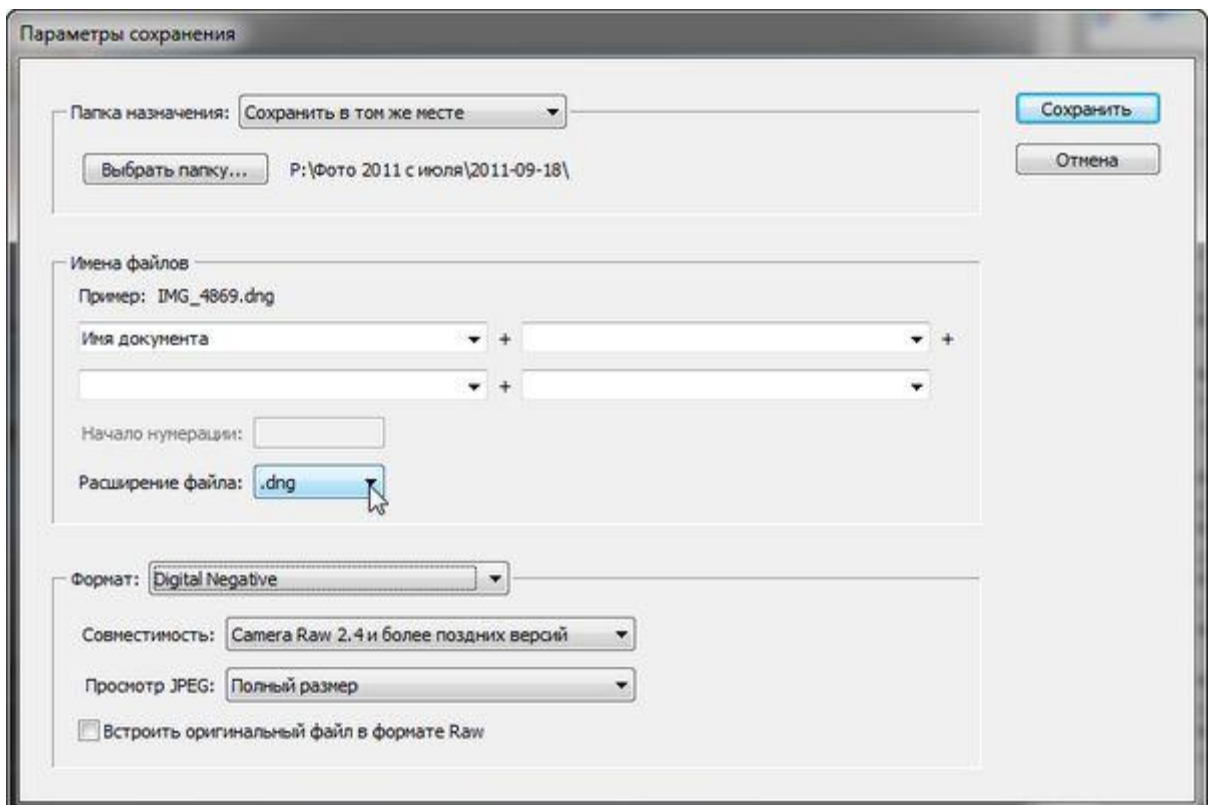 Параметры сохранения
Папка назначения: Сохранить в том же месте
Сохранить
Выбрать папку... P:\Фото 2011 с июля\2011-09-18\
Отмена
Имена файлов
Пример: IMG_4869.dng
Имя документа + +
+
Начало нумерации:
Расширение файла: .dng
Формат: Digital Negative
Совместимость: Camera Raw 2.4 и более поздних версий
Просмотр JPEG: Полный размер
Встроить оригинальный файл в формате Raw